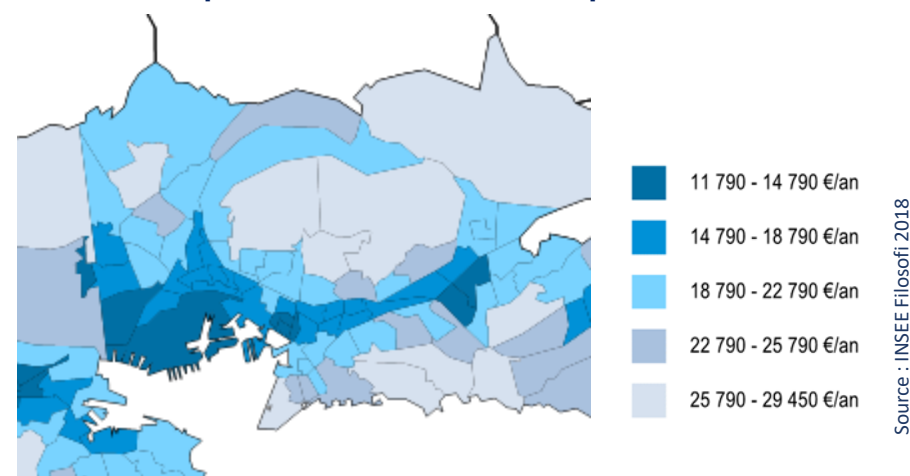 11 790 - 14 790 €/an
14 790 - 18 790 €/an
18 790 - 22 790 €/an
22 790 - 25 790 €/an
25 790 - 29 450 €/an
Source : INSEE Filosofi 2018